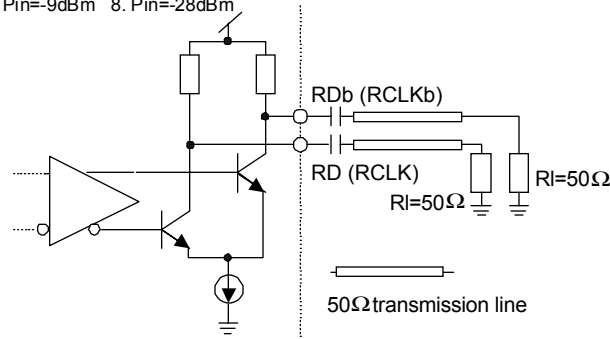 Pin=-9dBm 8. Pin=-28dBm
RDb (RCLKb)
RD (RCLK)
Rl=50Ω
Rl=50Ω
50Ω transmission line